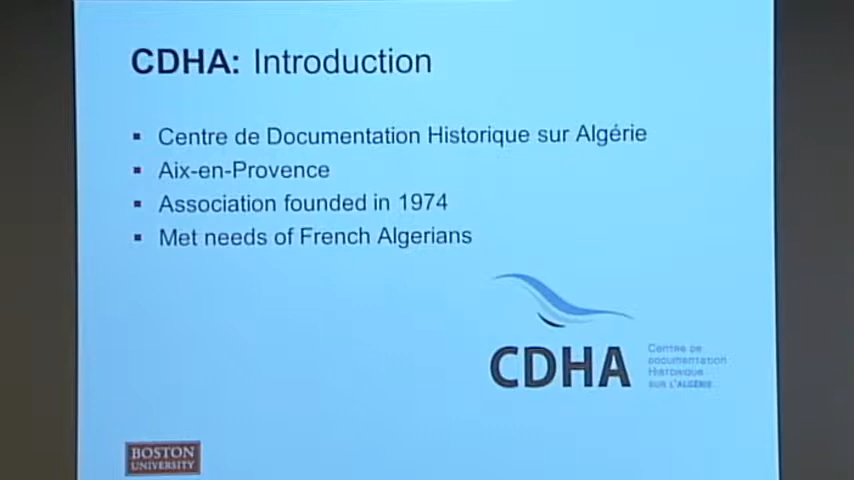 CDHA: Introduction
Centre de Documentation Historique sur Algérie
Aix-en-Provence
Association founded in 1974
Met needs of French Algerians
CDHA
Centre de
Documentation
Historique
sur l'Algérie
BOSTON
UNIVERSITY